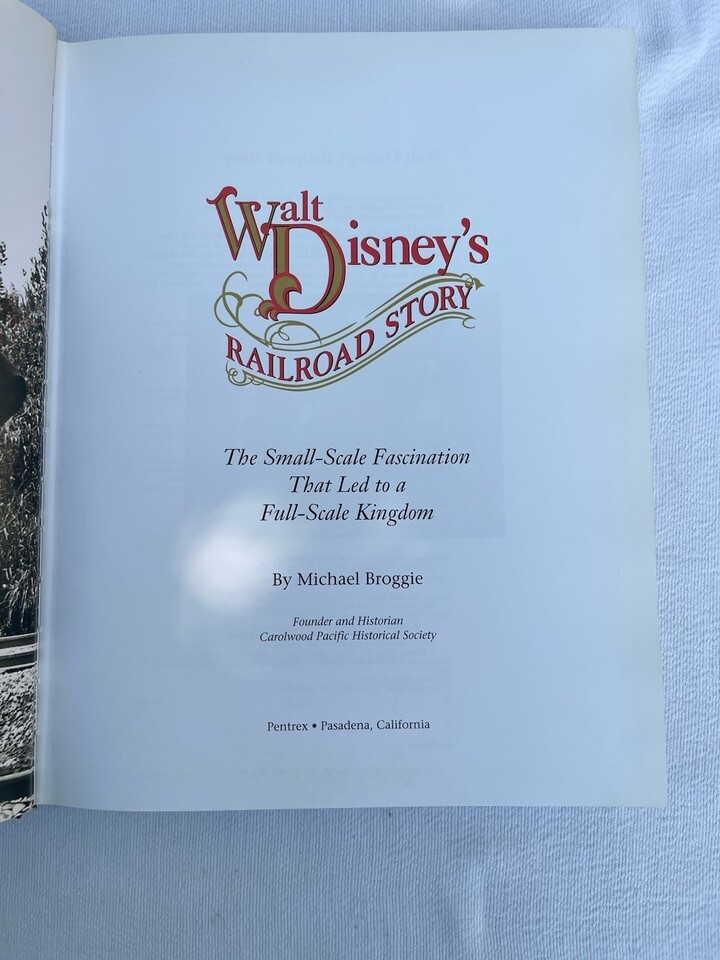 Walt
Disney's
RAILROAD STORY
The Small-Scale Fascination
That Led to a
Full-Scale Kingdom
By Michael Broggie
Founder and Historian
Carolwood Pacific Historical Society
Pentrex • Pasadena, California